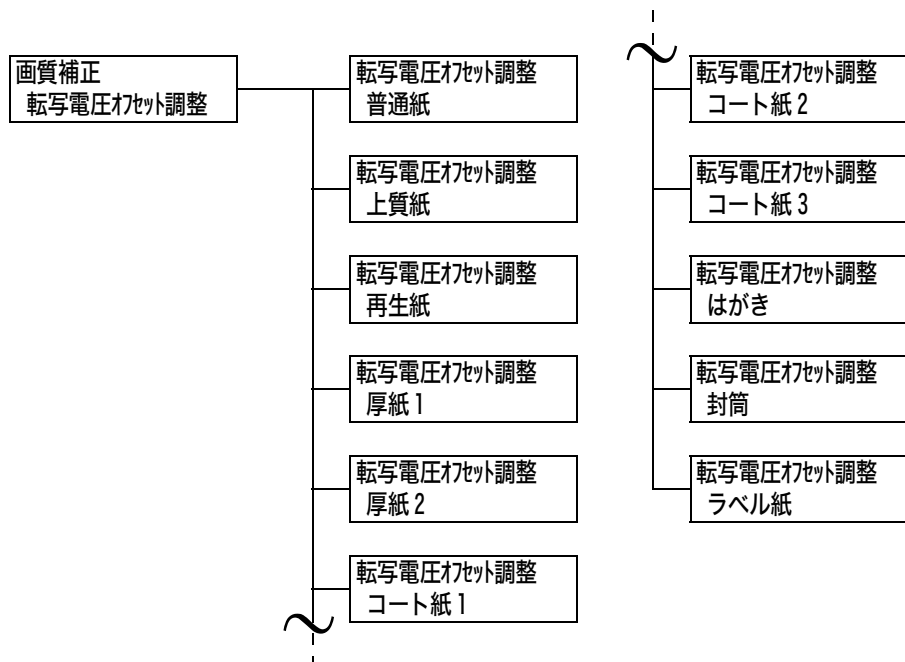 画質補正
転写電圧ｵﾌｾｯﾄ調整
転写電圧ｵﾌｾｯﾄ調整
普通紙
転写電圧ｵﾌｾｯﾄ調整
上質紙
転写電圧ｵﾌｾｯﾄ調整
再生紙
転写電圧ｵﾌｾｯﾄ調整
厚紙1
転写電圧ｵﾌｾｯﾄ調整
厚紙2
転写電圧ｵﾌｾｯﾄ調整
コート紙1
転写電圧ｵﾌｾｯﾄ調整
コート紙2
転写電圧ｵﾌｾｯﾄ調整
コート紙3
転写電圧ｵﾌｾｯﾄ調整
はがき
転写電圧ｵﾌｾｯﾄ調整
封筒
転写電圧ｵﾌｾｯﾄ調整
ラベル紙